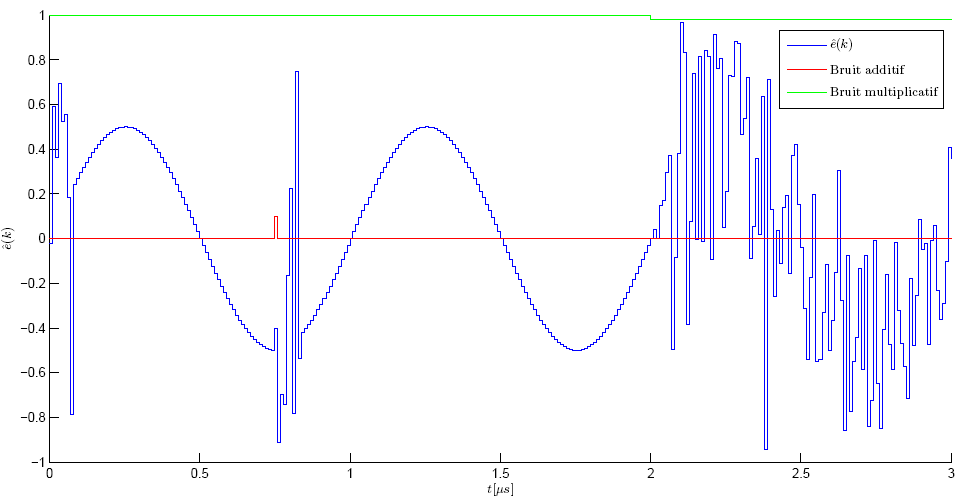 1
0.8
0.6
0.4
0.2
0
−0.2
−0.4
−0.6
−0.8
−1
ê(k)
ê(k)
Bruit additif
Bruit multiplicatif
0 0.5 1 1.5 2 2.5 3
t[μs]